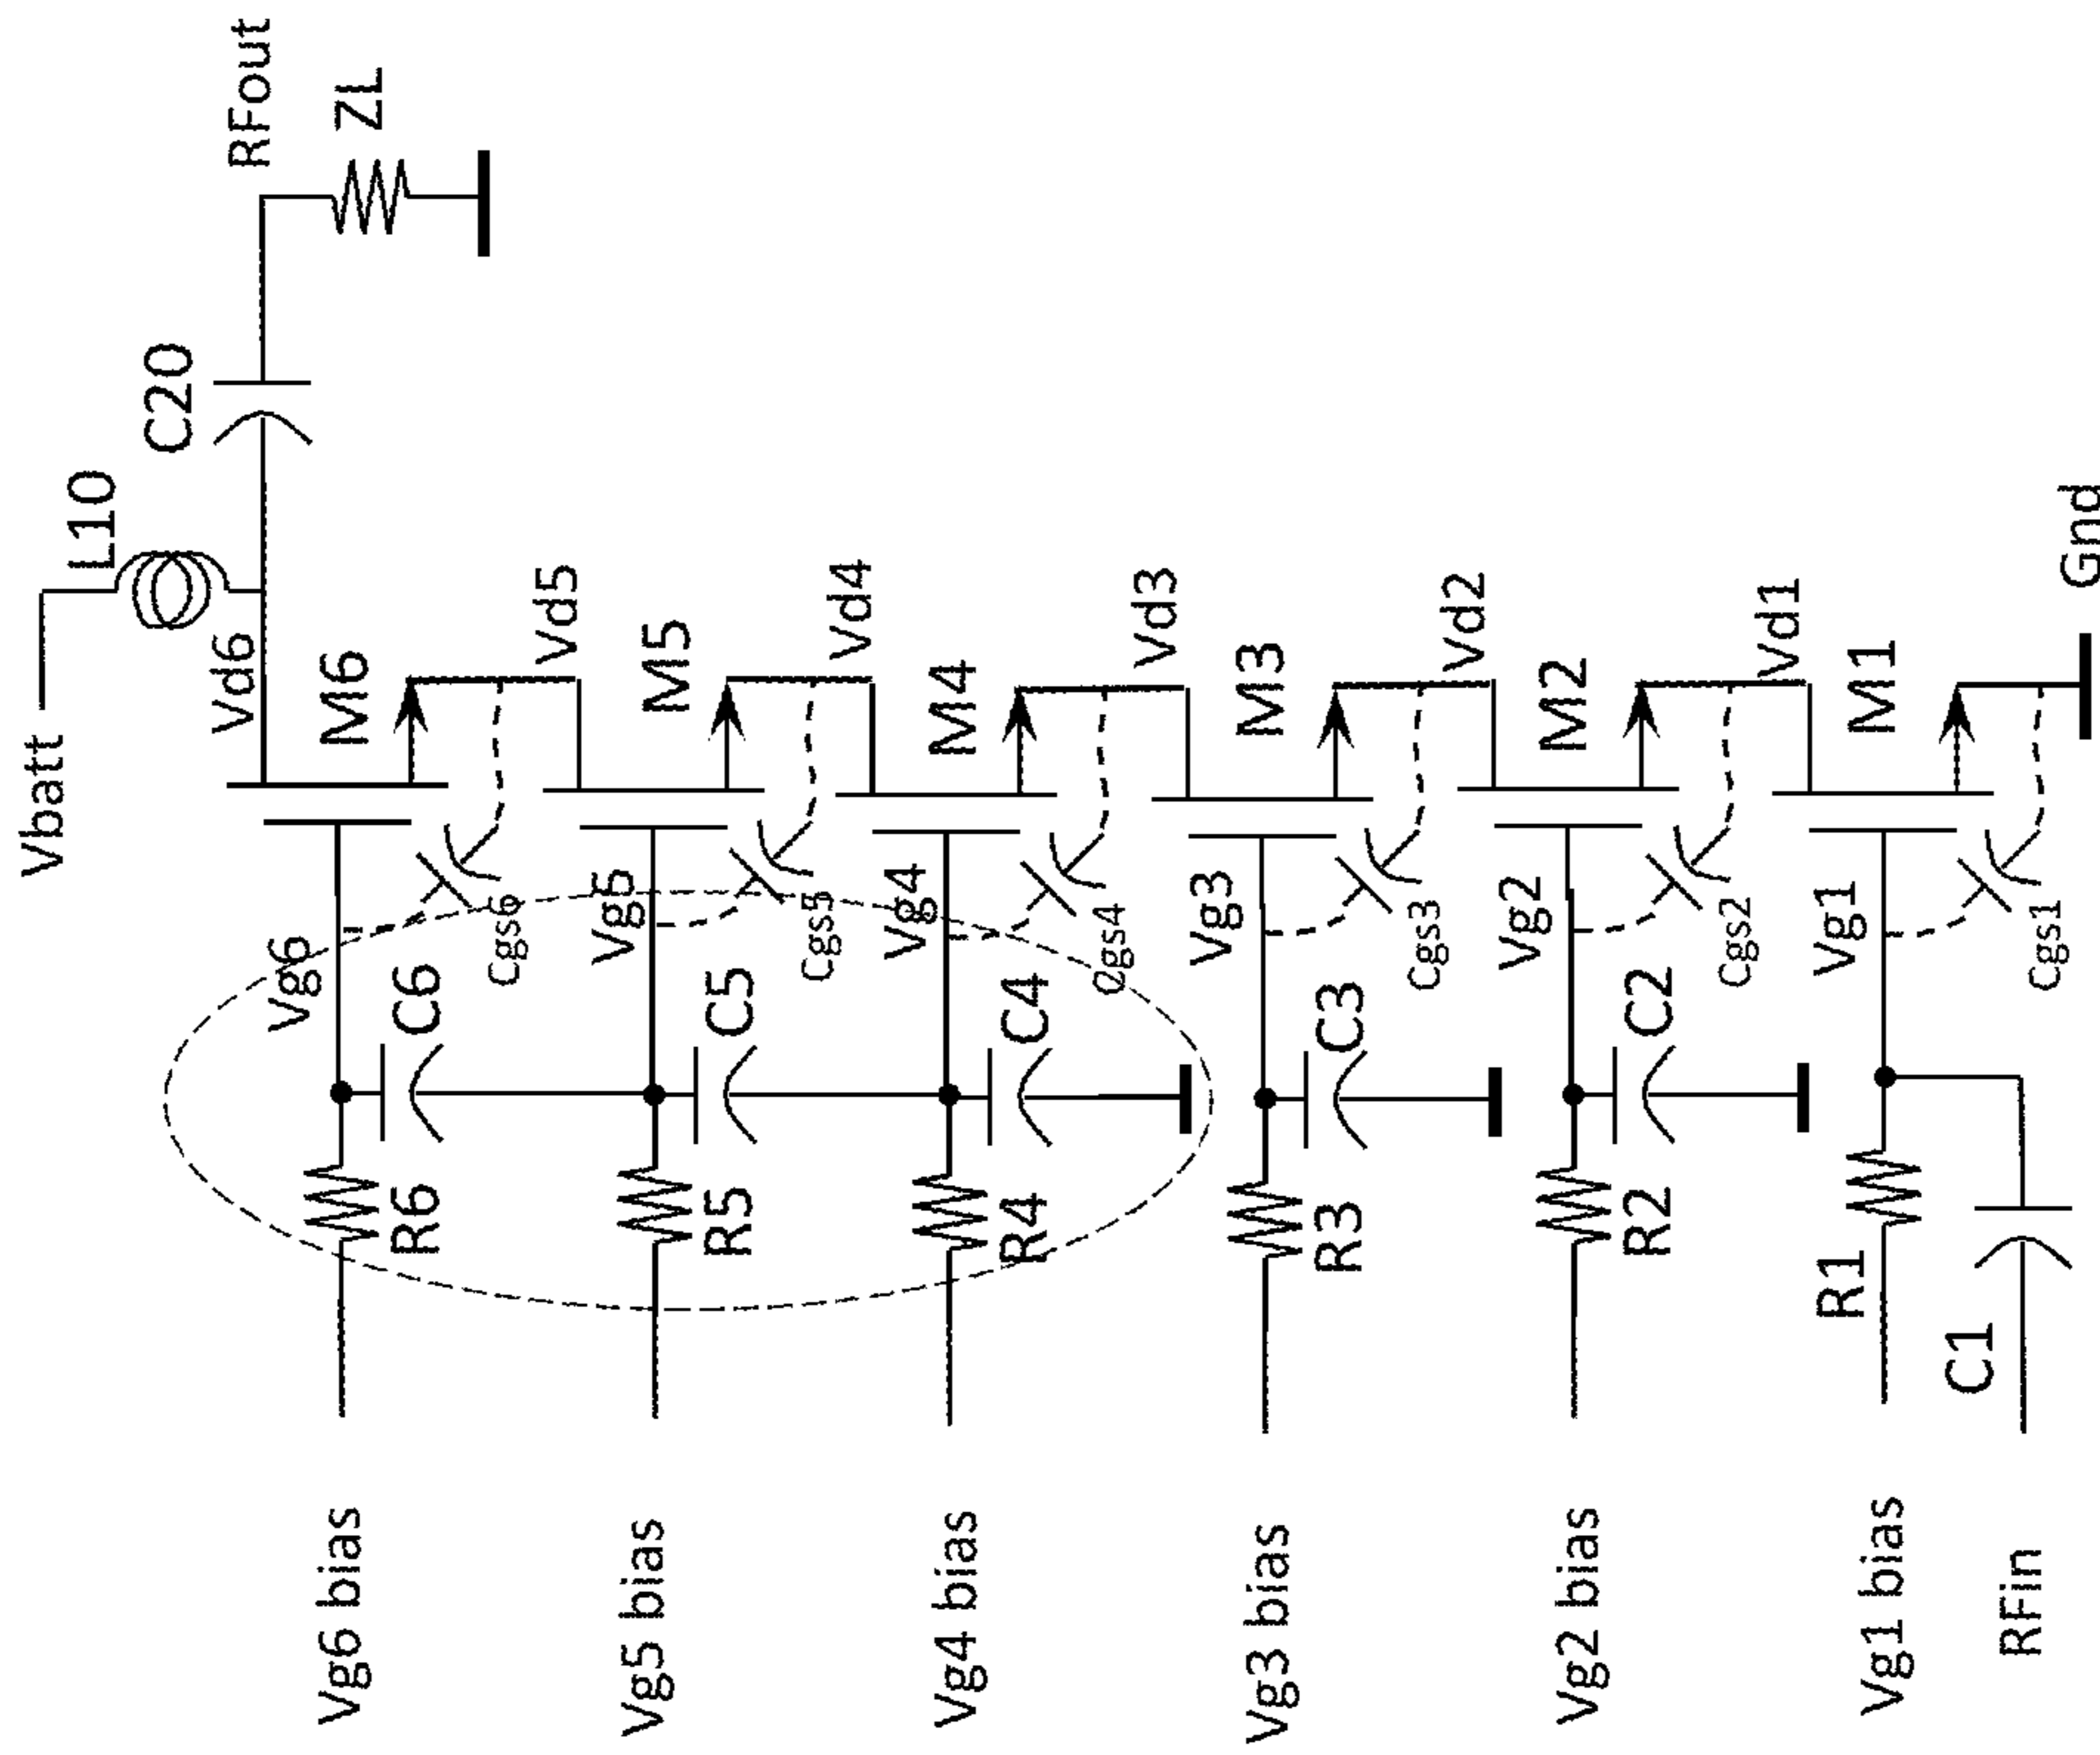 Vbatt
L10
C20
RFout
ZL
Vd6
M6
Vg6
C6
R6
Cgs6
Vg6 bias
Vd5
M5
Vg5
C5
R5
Cgs5
Vg5 bias
Vd4
M4
Vg4
C4
R4
Cgs4
Vg4 bias
Vd3
M3
Vg3
C3
R3
Cgs3
Vg3 bias
Vd2
M2
Vg2
C2
R2
Cgs2
Vg2 bias
Vd1
M1
Vg1
R1
Cgs1
Vg1 bias
C1
RFin
Gnd